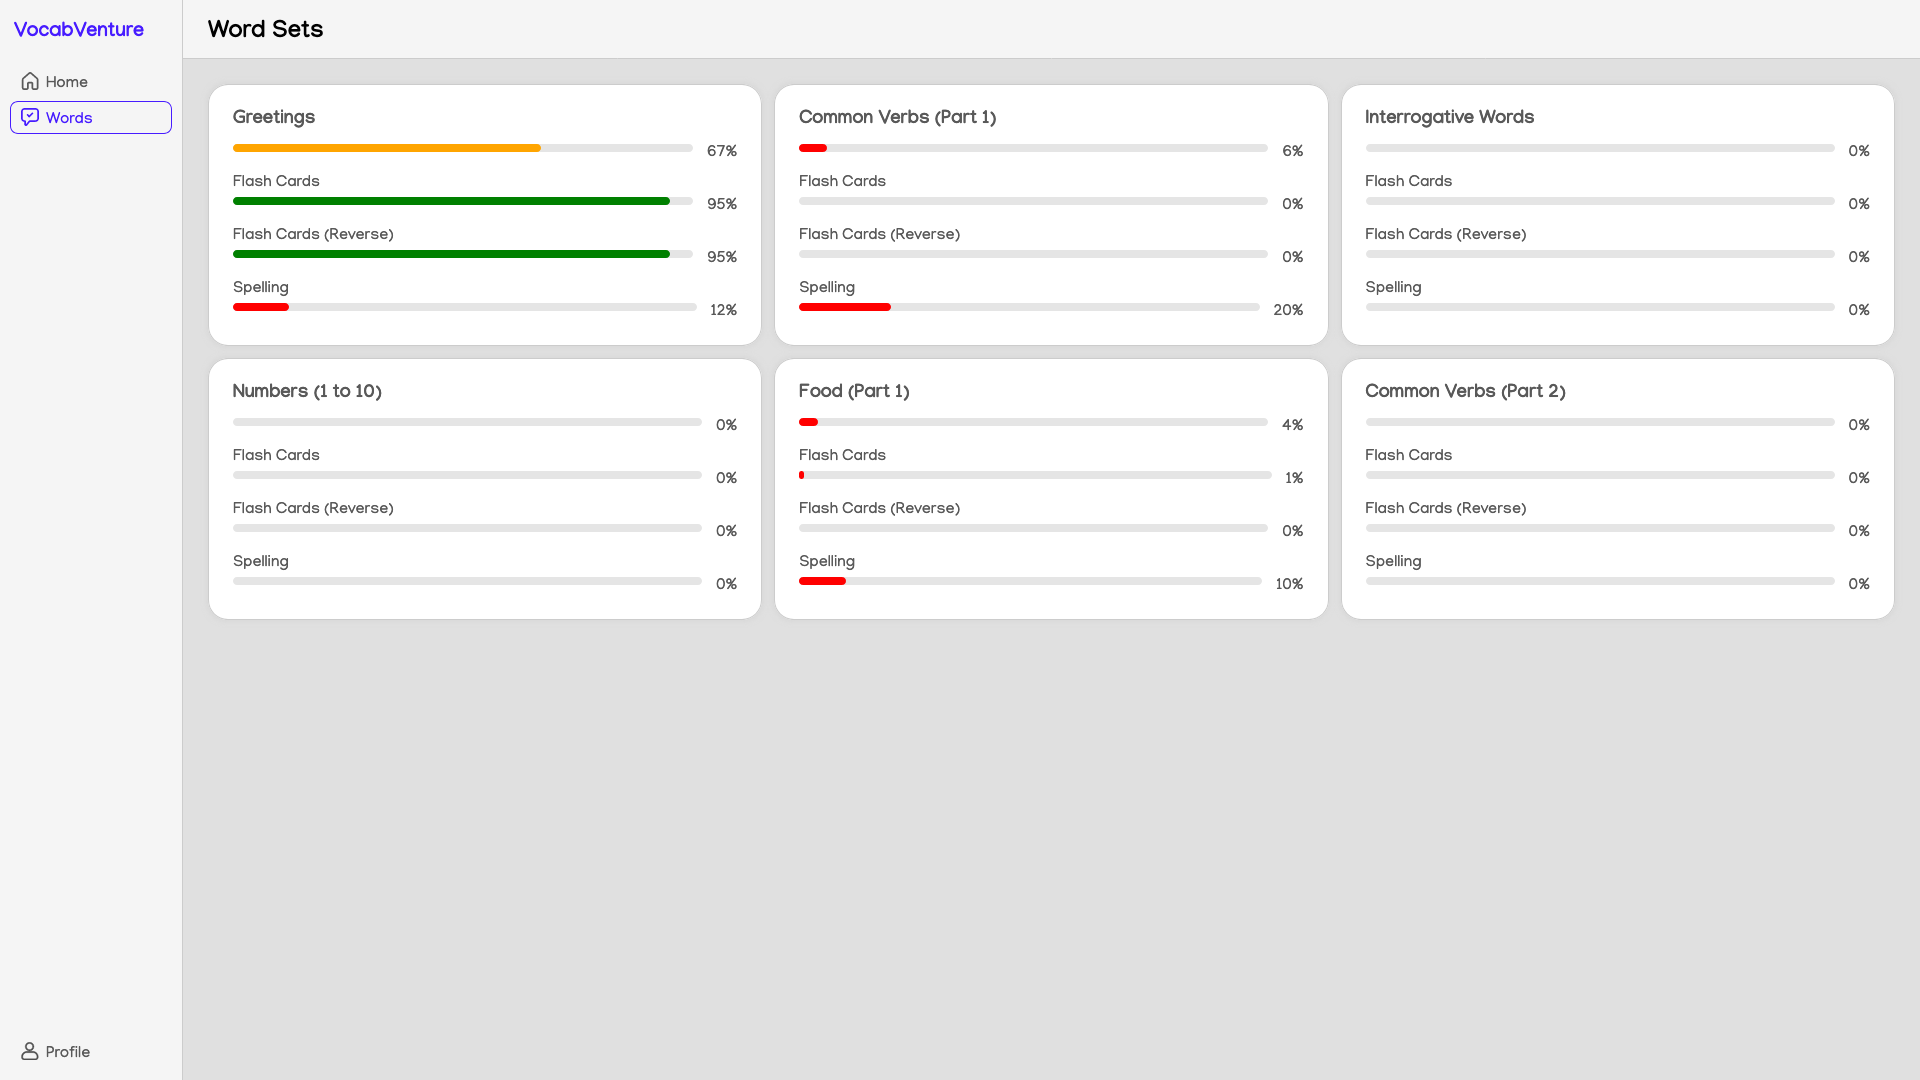 VocabVenture
Home
Words
Profile
Word Sets
Greetings
67%
Flash Cards
95%
Flash Cards (Reverse)
95%
Spelling
12%
Common Verbs (Part 1)
6%
Flash Cards
0%
Flash Cards (Reverse)
0%
Spelling
20%
Interrogative Words
0%
Flash Cards
0%
Flash Cards (Reverse)
0%
Spelling
0%
Numbers (1 to 10)
0%
Flash Cards
0%
Flash Cards (Reverse)
0%
Spelling
0%
Food (Part 1)
4%
Flash Cards
1%
Flash Cards (Reverse)
0%
Spelling
10%
Common Verbs (Part 2)
0%
Flash Cards
0%
Flash Cards (Reverse)
0%
Spelling
0%